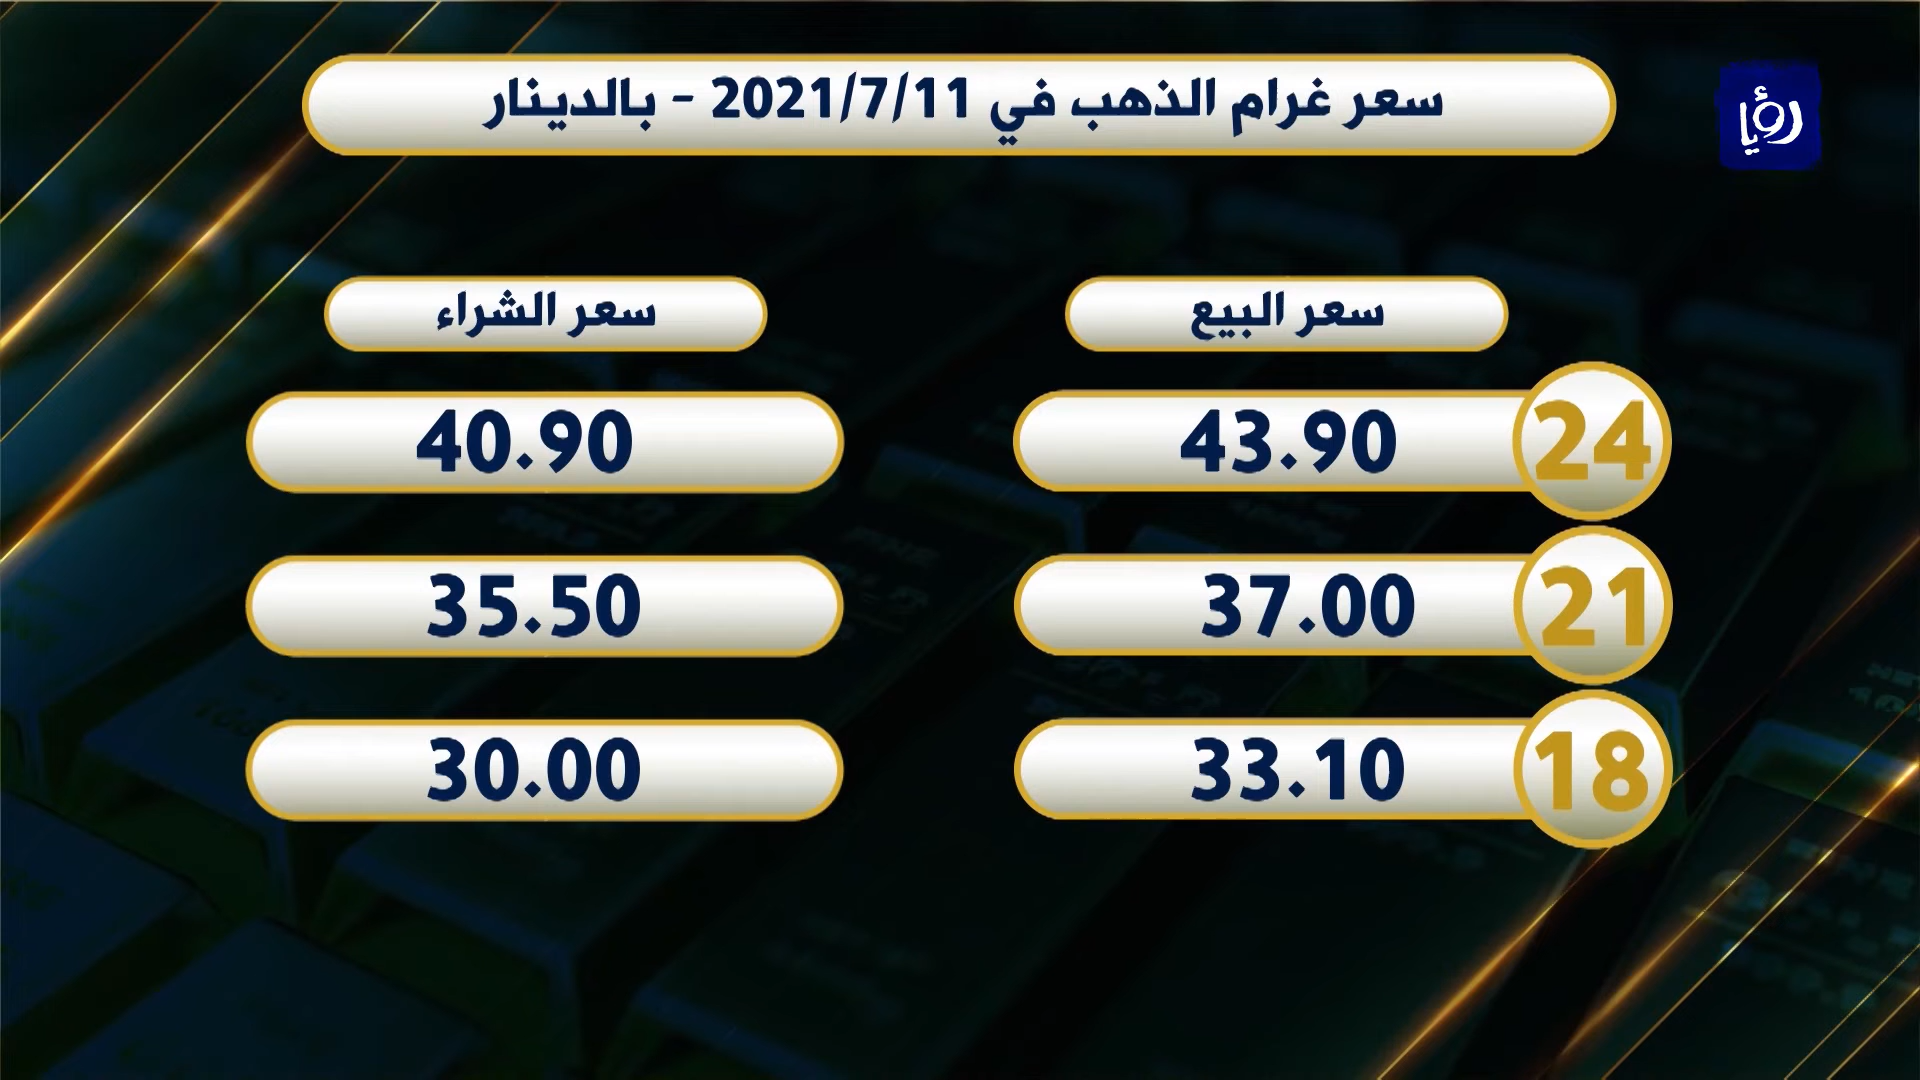 رؤيا
سعر غرام الذهب في 2021/7/11 - بالدينار
سعر البيع
سعر الشراء
24 43.90 40.90
21 37.00 35.50
18 33.10 30.00